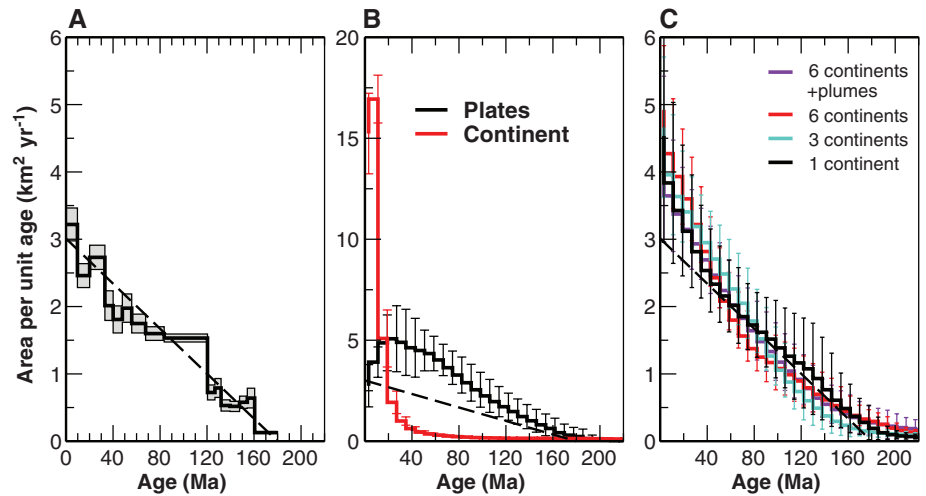 A
B
C
Area per unit age (km² yr⁻¹)
6
5
4
3
2
1
0
0 40 80 120 160 200
Age (Ma)
20
15
10
5
0
40 80 120 160 200
Age (Ma)
Plates
Continent
6
5
4
3
2
1
0
40 80 120 160 200
Age (Ma)
6 continents
+plumes
6 continents
3 continents
1 continent